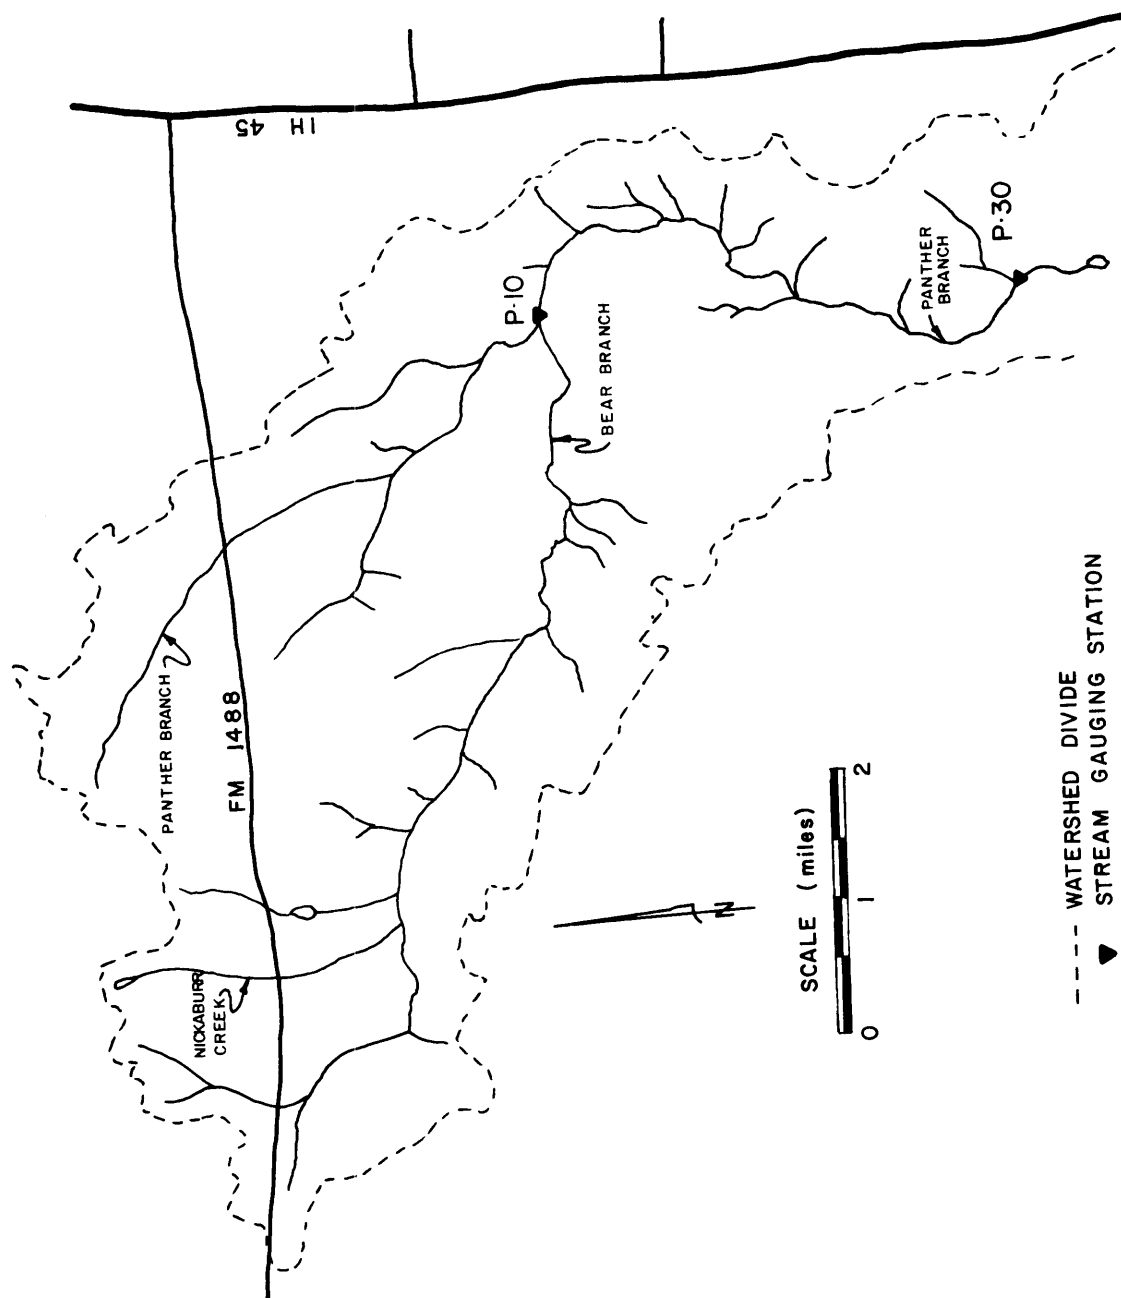 IH 45
P-10
P-30
PANTHER
BRANCH
BEAR BRANCH
PANTHER BRANCH
FM 1488
NICKABURR
CREEK
N
SCALE (miles)
0 1 2
--- WATERSHED DIVIDE
STREAM GAUGING STATION